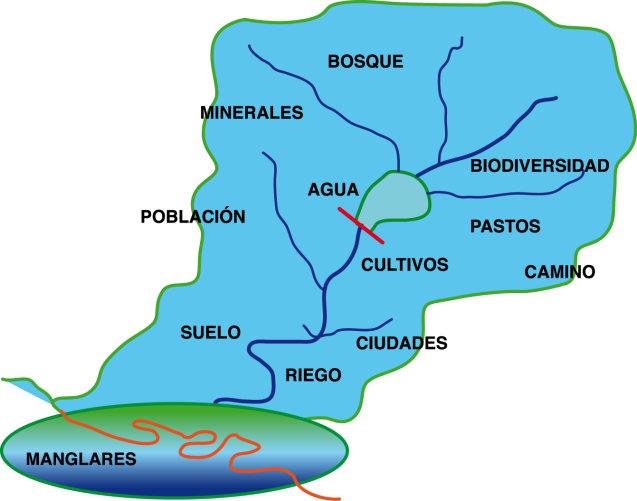 BOSQUE
MINERALES
BIODIVERSIDAD
AGUA
POBLACIÓN
PASTOS
CULTIVOS
CAMINO
SUELO
CIUDADES
RIEGO
MANGLARES